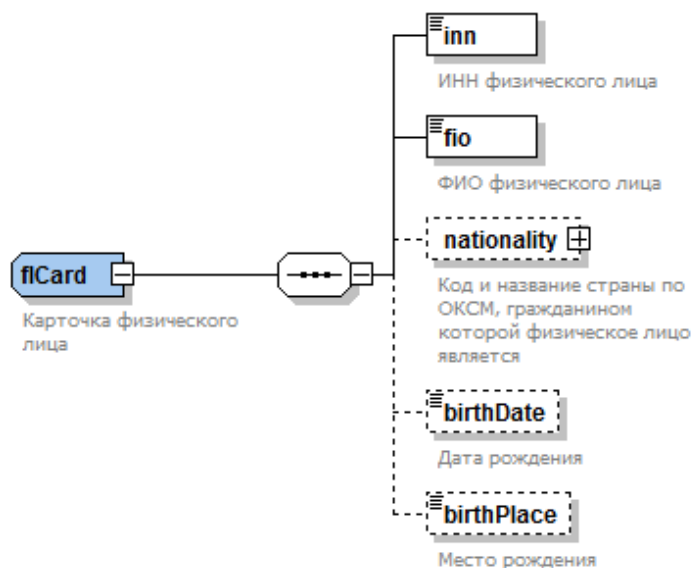 inn
ИНН физического лица
fio
ФИО физического лица
nationality
Код и название страны по
ОКСМ, гражданином
которой физическое лицо
является
flCard
Карточка физического
лица
birthDate
Дата рождения
birthPlace
Место рождения